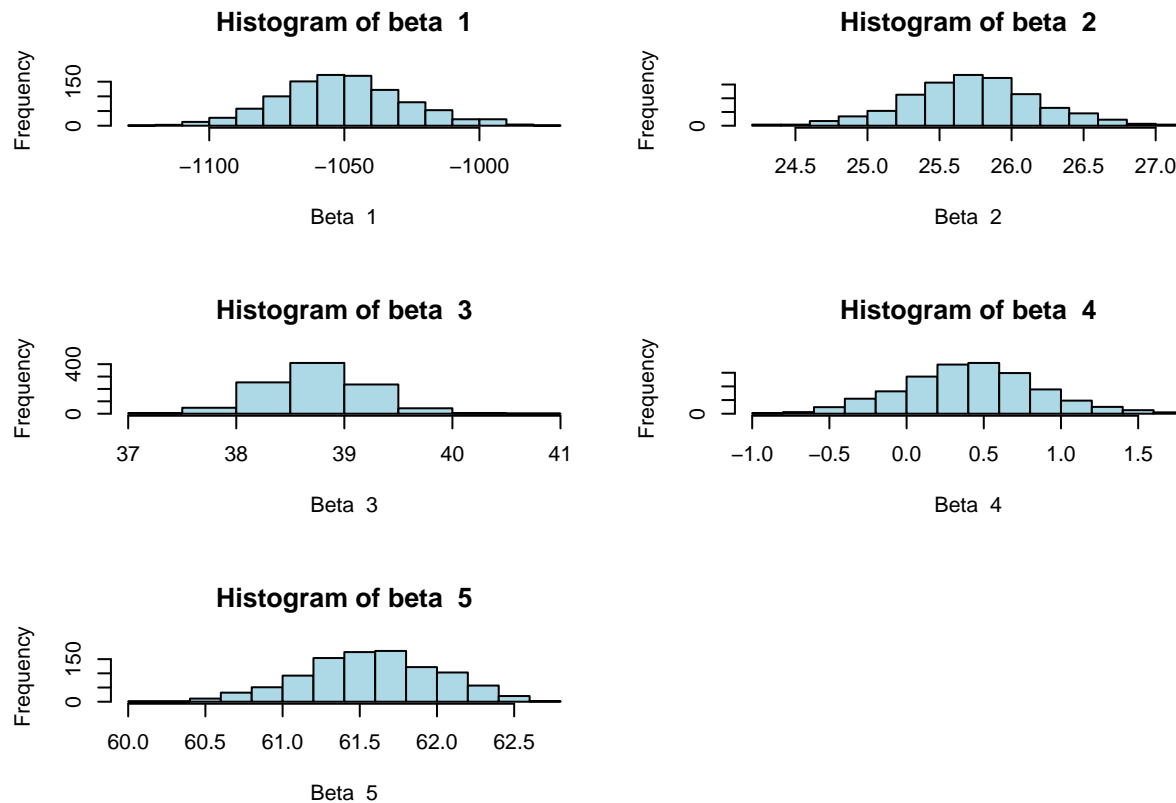 Histogram of beta 1
Frequency
0
150
−1100
−1050
−1000
Beta 1
Histogram of beta 2
Frequency
0
24.5
25.0
25.5
26.0
26.5
27.0
Beta 2
Histogram of beta 3
Frequency
0
400
37
38
39
40
41
Beta 3
Histogram of beta 4
Frequency
0
−1.0
−0.5
0.0
0.5
1.0
1.5
Beta 4
Histogram of beta 5
Frequency
0
150
60.0
60.5
61.0
61.5
62.0
62.5
Beta 5